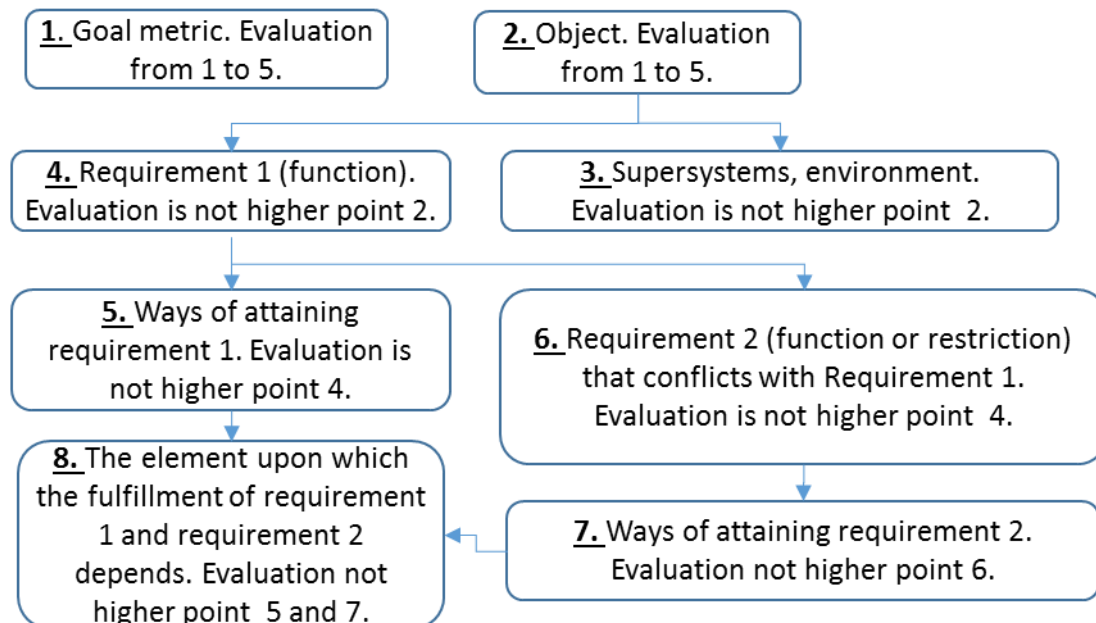 1. Goal metric. Evaluation
from 1 to 5.
2. Object. Evaluation
from 1 to 5.
4. Requirement 1 (function).
Evaluation is not higher point 2.
3. Supersystems, environment.
Evaluation is not higher point  2.
5. Ways of attaining
requirement 1. Evaluation is
not higher point 4.
6. Requirement 2 (function or restriction)
that conflicts with Requirement 1.
Evaluation is not higher point  4.
8. The element upon which
the fulfillment of requirement
1 and requirement 2
depends. Evaluation not
higher point  5 and 7.
7. Ways of attaining requirement 2.
Evaluation not higher point 6.